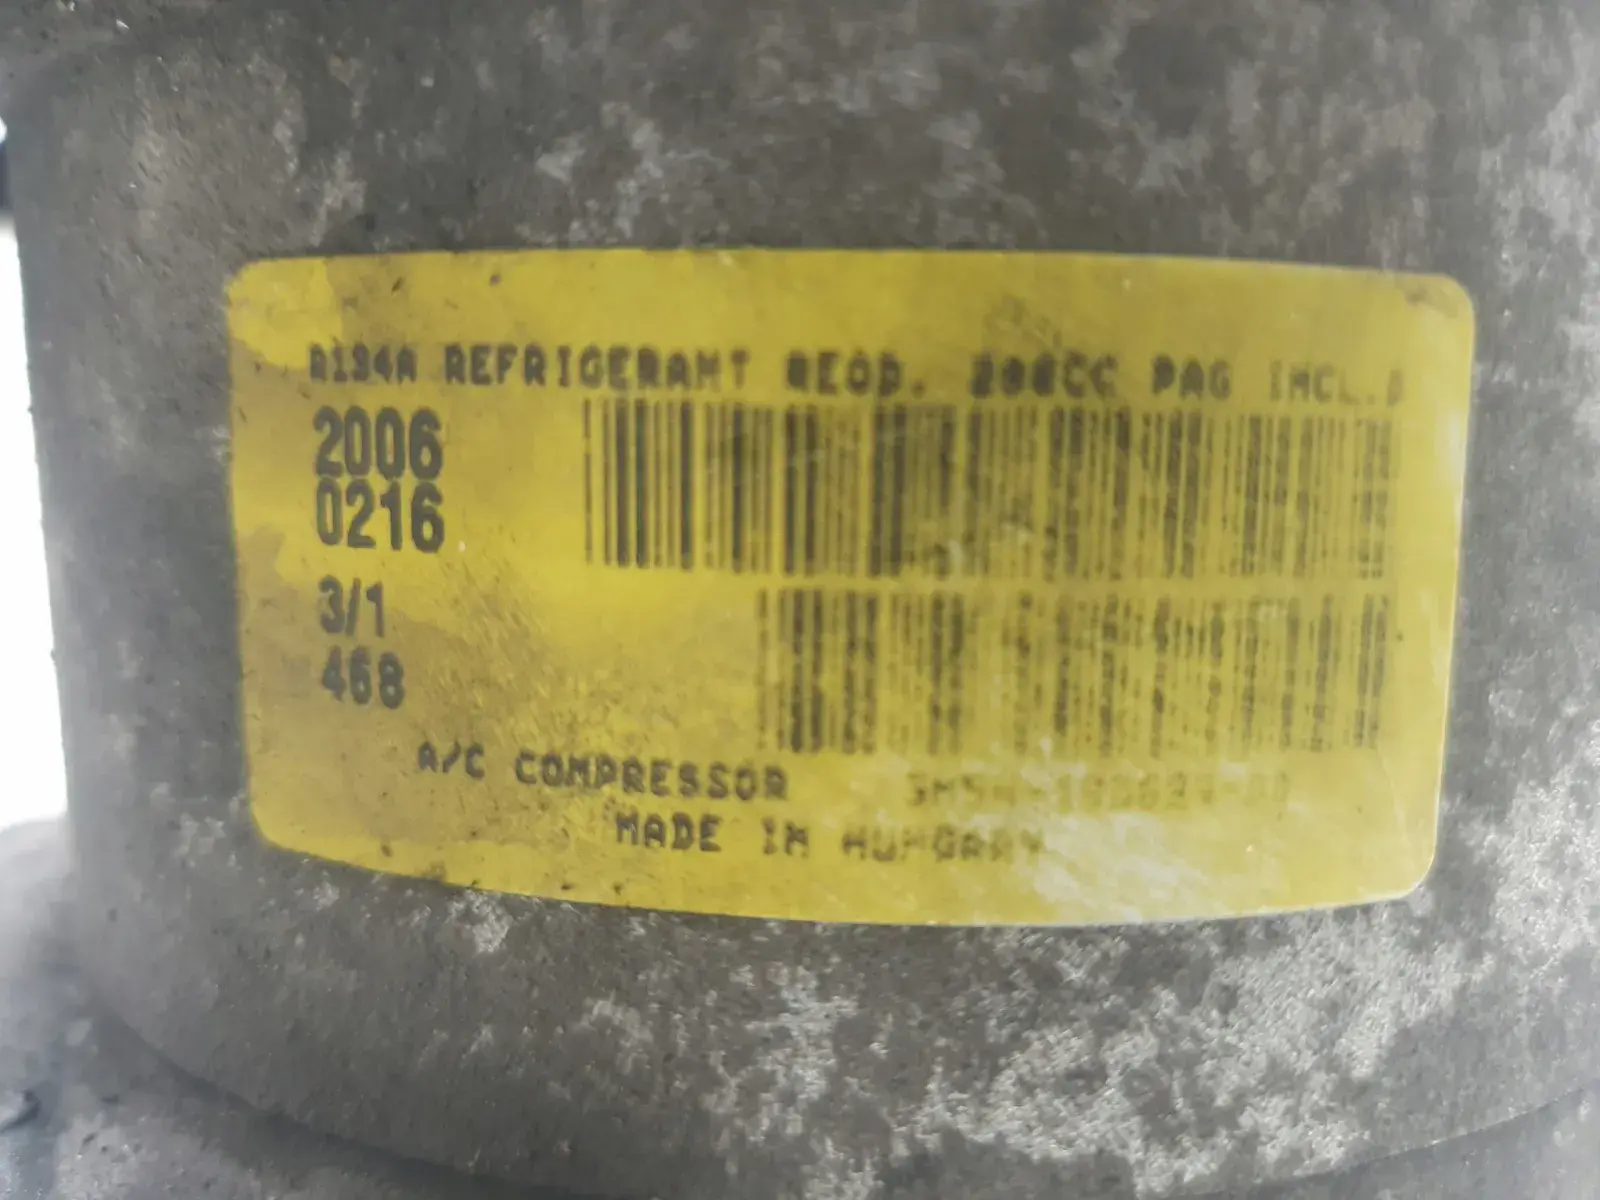 R134A REFRIGERANT REQD. 200CC PAG INCL.D
2006
0216
3/1
468
A/C COMPRESSOR
MADE IN HUNGARY